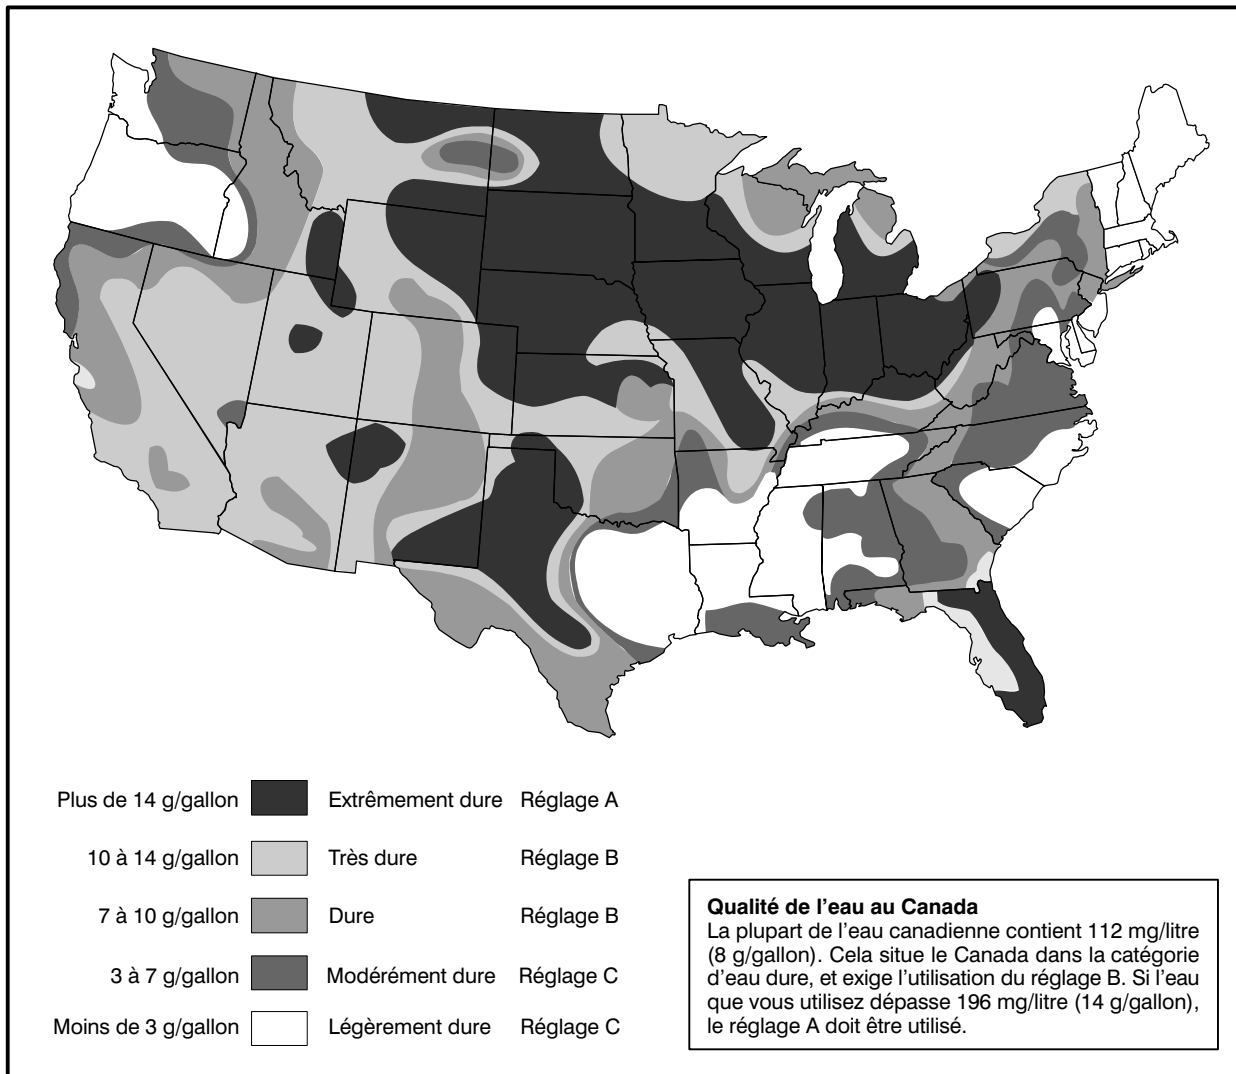 Plus de 14 g/gallon Extrêmement dure Réglage A
10 à 14 g/gallon Très dure Réglage B
7 à 10 g/gallon Dure Réglage B
3 à 7 g/gallon Modérément dure Réglage C
Moins de 3 g/gallon Légèrement dure Réglage C
Qualité de l’eau au Canada
La plupart de l’eau canadienne contient 112 mg/litre
(8 g/gallon). Cela situe le Canada dans la catégorie
d’eau dure, et exige l’utilisation du réglage B. Si l’eau
que vous utilisez dépasse 196 mg/litre (14 g/gallon),
le réglage A doit être utilisé.